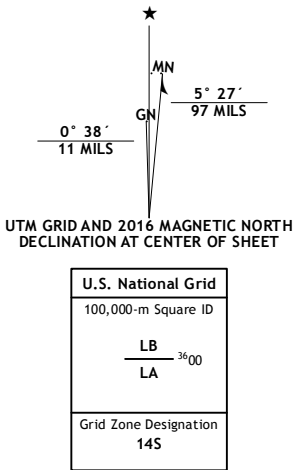 ★
MN
GN
5° 27´
97 MILS
0° 38´
11 MILS
UTM GRID AND 2016 MAGNETIC NORTH
DECLINATION AT CENTER OF SHEET
U.S. National Grid
100,000-m Square ID
LB
3600
LA
Grid Zone Designation
14S